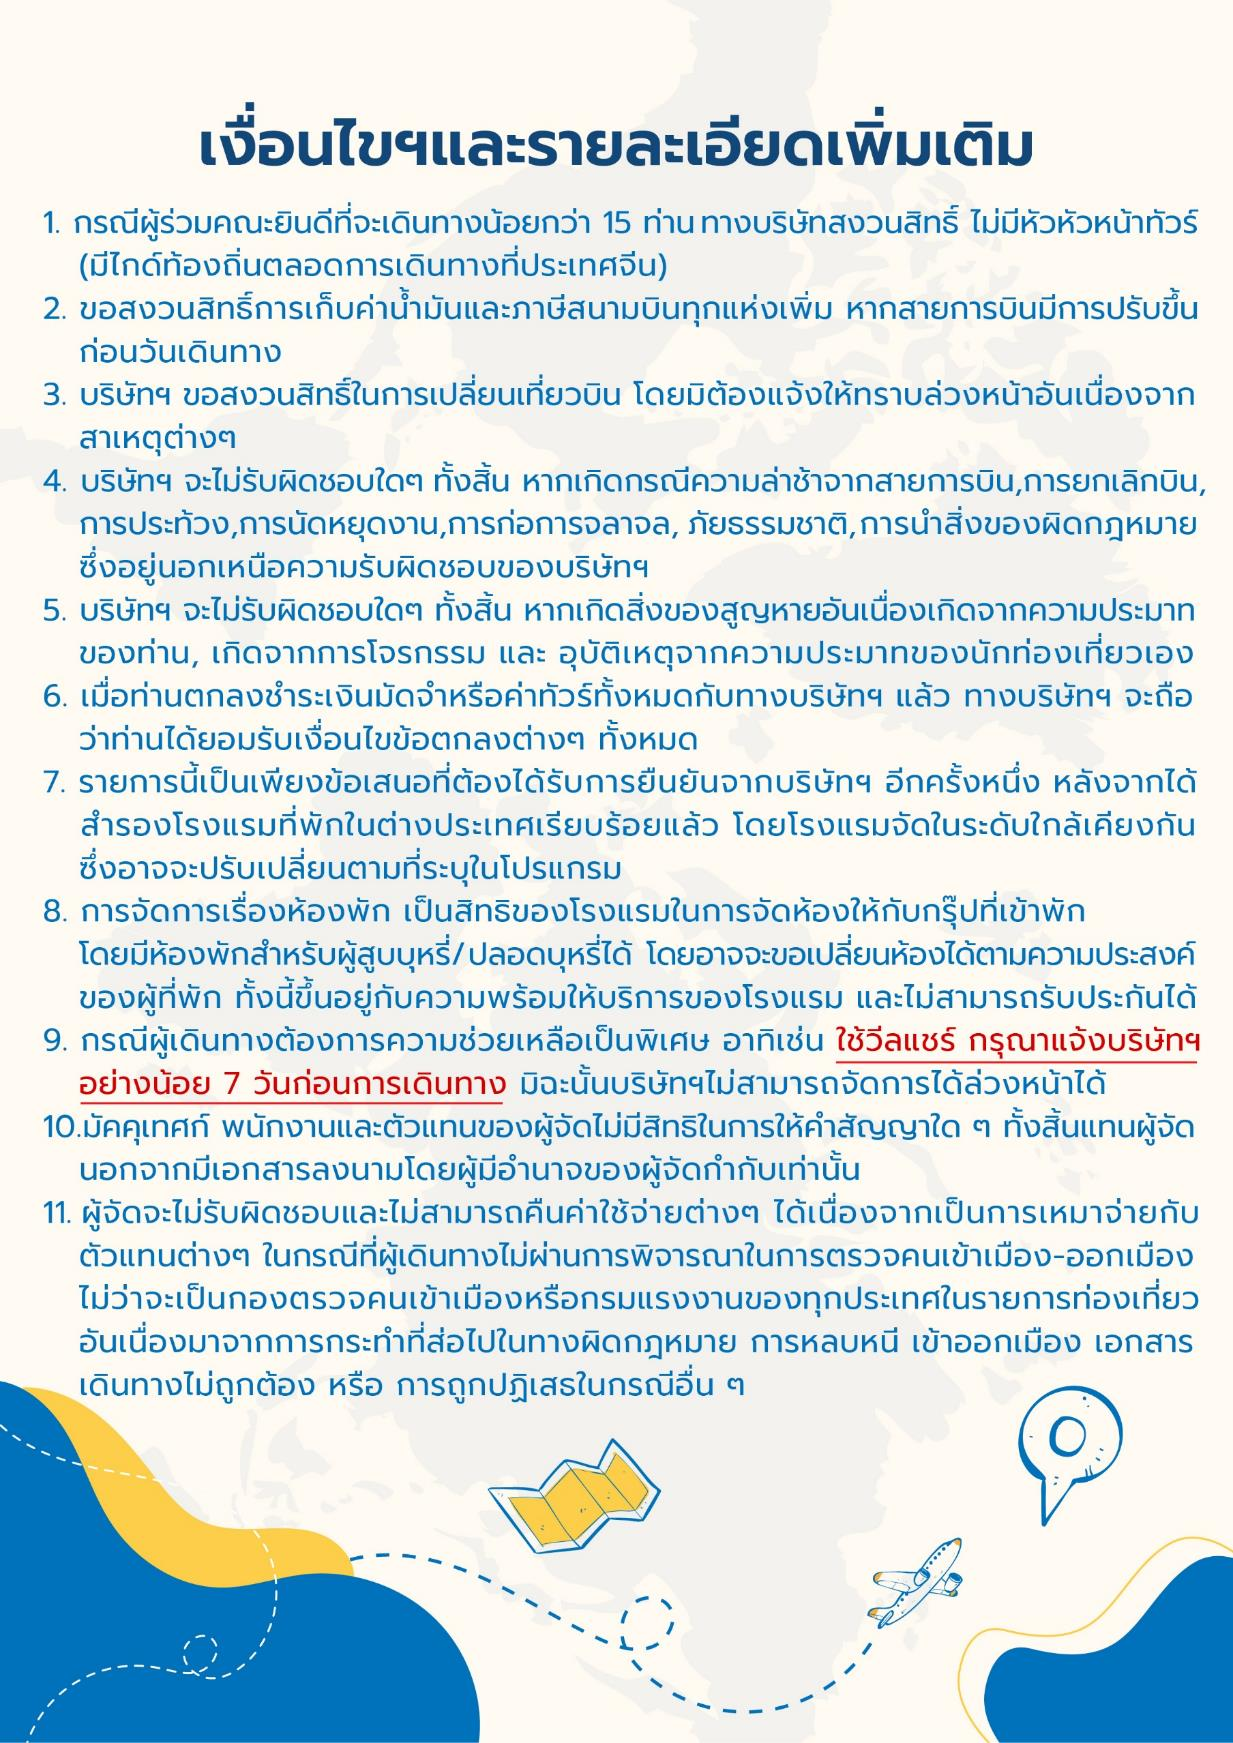 เงื่อนไขฯและรายละเอียดเพิ่มเติม
1. กรณีผู้ร่วมคณะยินดีที่จะเดินทางน้อยกว่า 15 ท่าน ทางบริษัทสงวนสิทธิ์ ไม่มีหัวหัวหน้าทัวร์
(มีไกด์ท้องถิ่นตลอดการเดินทางที่ประเทศจีน)
2. ขอสงวนสิทธิ์การเก็บค่าน้ำมันและภาษีสนามบินทุกแห่งเพิ่ม หากสายการบินมีการปรับขึ้น
ก่อนวันเดินทาง
3. บริษัทฯ ขอสงวนสิทธิ์ในการเปลี่ยนเที่ยวบิน โดยมิต้องแจ้งให้ทราบล่วงหน้าอันเนื่องจาก
สาเหตุต่างๆ
4. บริษัทฯ จะไม่รับผิดชอบใดๆ ทั้งสิ้น หากเกิดกรณีความล่าช้าจากสายการบิน,การยกเลิกบิน,
การประท้วง,การนัดหยุดงาน,การก่อการจลาจล, ภัยธรรมชาติ,การนำสิ่งของผิดกฎหมาย
ซึ่งอยู่นอกเหนือความรับผิดชอบของบริษัทฯ
5. บริษัทฯ จะไม่รับผิดชอบใดๆ ทั้งสิ้น หากเกิดสิ่งของสูญหายอันเนื่องเกิดจากความประมาท
ของท่าน, เกิดจากการโจรกรรม และ อุบัติเหตุจากความประมาทของนักท่องเที่ยวเอง
6. เมื่อท่านตกลงชำระเงินมัดจำหรือค่าทัวร์ทั้งหมดกับทางบริษัทฯ แล้ว ทางบริษัทฯ จะถือ
ว่าท่านได้ยอมรับเงื่อนไขข้อตกลงต่างๆ ทั้งหมด
7. รายการนี้เป็นเพียงข้อเสนอที่ต้องได้รับการยืนยันจากบริษัทฯ อีกครั้งหนึ่ง หลังจากได้
สำรองโรงแรมที่พักในต่างประเทศเรียบร้อยแล้ว โดยโรงแรมจัดในระดับใกล้เคียงกัน
ซึ่งอาจจะปรับเปลี่ยนตามที่ระบุในโปรแกรม
8. การจัดการเรื่องห้องพัก เป็นสิทธิของโรงแรมในการจัดห้องให้กับกรุ๊ปที่เข้าพัก
โดยมีห้องพักสำหรับผู้สูบบุหรี่/ปลอดบุหรี่ได้ โดยอาจจะขอเปลี่ยนห้องได้ตามความประสงค์
ของผู้ที่พัก ทั้งนี้ขึ้นอยู่กับความพร้อมให้บริการของโรงแรม และไม่สามารถรับประกันได้
9. กรณีผู้เดินทางต้องการความช่วยเหลือเป็นพิเศษ อาทิเช่น ใช้วีลแชร์ กรุณาแจ้งบริษัทฯ
อย่างน้อย 7 วันก่อนการเดินทาง มิฉะนั้นบริษัทฯไม่สามารถจัดการได้ล่วงหน้าได้
10.มัคคุเทศก์ พนักงานและตัวแทนของผู้จัดไม่มีสิทธิในการให้คำสัญญาใด ๆ ทั้งสิ้นแทนผู้จัด
นอกจากมีเอกสารลงนามโดยผู้มีอำนาจของผู้จัดกำกับเท่านั้น
11. ผู้จัดจะไม่รับผิดชอบและไม่สามารถคืนค่าใช้จ่ายต่างๆ ได้เนื่องจากเป็นการเหมาจ่ายกับ
ตัวแทนต่างๆ ในกรณีที่ผู้เดินทางไม่ผ่านการพิจารณาในการตรวจคนเข้าเมือง-ออกเมือง
ไม่ว่าจะเป็นกองตรวจคนเข้าเมืองหรือกรมแรงงานของทุกประเทศในรายการท่องเที่ยว
อันเนื่องมาจากการกระทำที่ส่อไปในทางผิดกฎหมาย การหลบหนี เข้าออกเมือง เอกสาร
เดินทางไม่ถูกต้อง หรือ การถูกปฏิเสธในกรณีอื่น ๆ